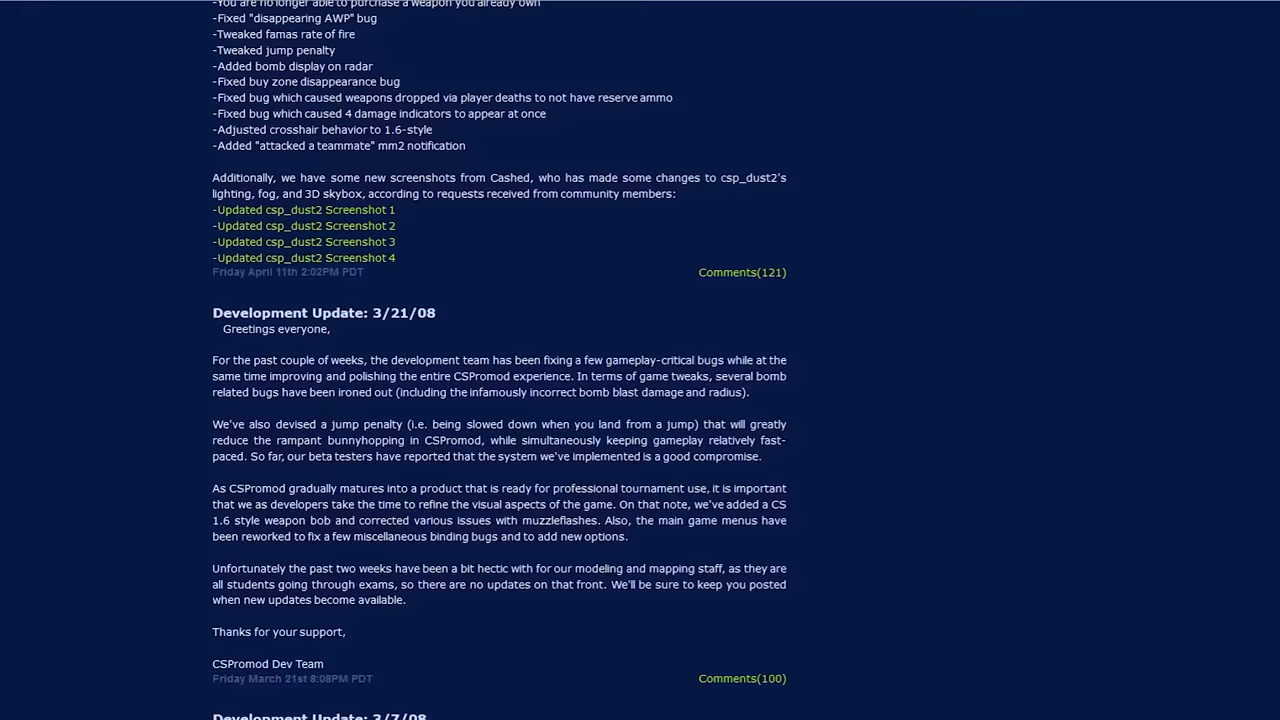 -You are no longer able to purchase a weapon you already own
-Fixed "disappearing AWP" bug
-Tweaked famas rate of fire
-Tweaked jump penalty
-Added bomb display on radar
-Fixed buy zone disappearance bug
-Fixed bug which caused weapons dropped via player deaths to not have reserve ammo
-Fixed bug which caused 4 damage indicators to appear at once
-Adjusted crosshair behavior to 1.6-style
-Added "attacked a teammate" mm2 notification
Additionally, we have some new screenshots from Cashed, who has made some changes to csp_dust2's
lighting, fog, and 3D skybox, according to requests received from community members:
-Updated csp_dust2 Screenshot 1
-Updated csp_dust2 Screenshot 2
-Updated csp_dust2 Screenshot 3
-Updated csp_dust2 Screenshot 4
Friday April 11th 2:02PM PDT Comments(121)
Development Update: 3/21/08
Greetings everyone,
For the past couple of weeks, the development team has been fixing a few gameplay-critical bugs while at the
same time improving and polishing the entire CSPromod experience. In terms of game tweaks, several bomb
related bugs have been ironed out (including the infamously incorrect bomb blast damage and radius).
We've also devised a jump penalty (i.e. being slowed down when you land from a jump) that will greatly
reduce the rampant bunnyhopping in CSPromod, while simultaneously keeping gameplay relatively fast-
paced. So far, our beta testers have reported that the system we've implemented is a good compromise.
As CSPromod gradually matures into a product that is ready for professional tournament use, it is important
that we as developers take the time to refine the visual aspects of the game. On that note, we've added a CS
1.6 style weapon bob and corrected various issues with muzzleflashes. Also, the main game menus have
been reworked to fix a few miscellaneous binding bugs and to add new options.
Unfortunately the past two weeks have been a bit hectic with for our modeling and mapping staff, as they are
all students going through exams, so there are no updates on that front. We'll be sure to keep you posted
when new updates become available.
Thanks for your support,
CSPromod Dev Team
Friday March 21st 8:08PM PDT Comments(100)
Development Update: 3/7/08